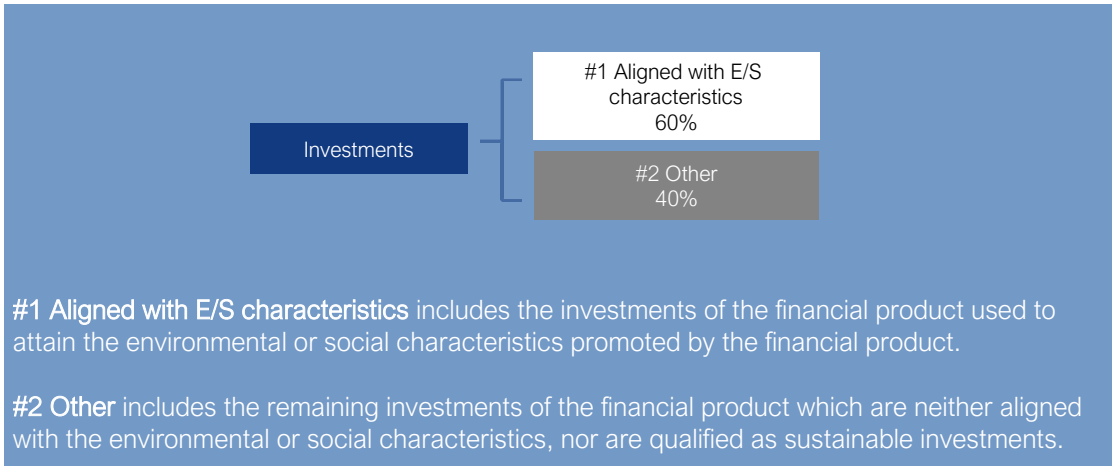 #1 Aligned with E/S
characteristics
60%
Investments
#2 Other
40%
#1 Aligned with E/S characteristics includes the investments of the financial product used to
attain the environmental or social characteristics promoted by the financial product.
#2 Other includes the remaining investments of the financial product which are neither aligned
with the environmental or social characteristics, nor are qualified as sustainable investments.